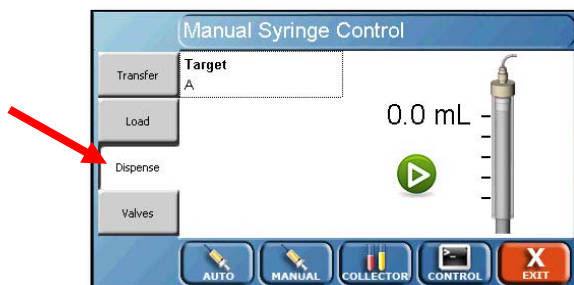 Manual Syringe Control
Transfer
Target
A
Load
0.0 mL
Dispense
Valves
AUTO
MANUAL
COLLECTOR
CONTROL
X
EXIT